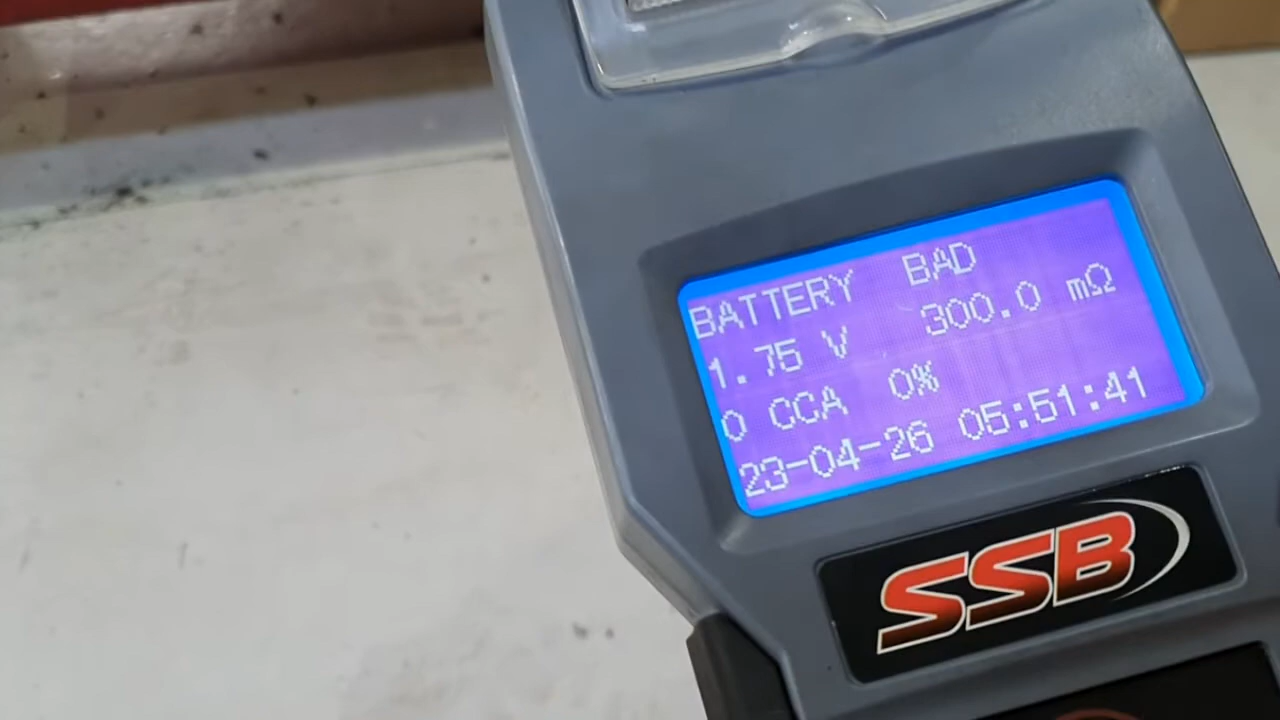 BATTERY BAD
1.75 V 300.0 mΩ
0 CCA 0%
23-04-26 05:51:41
SSB